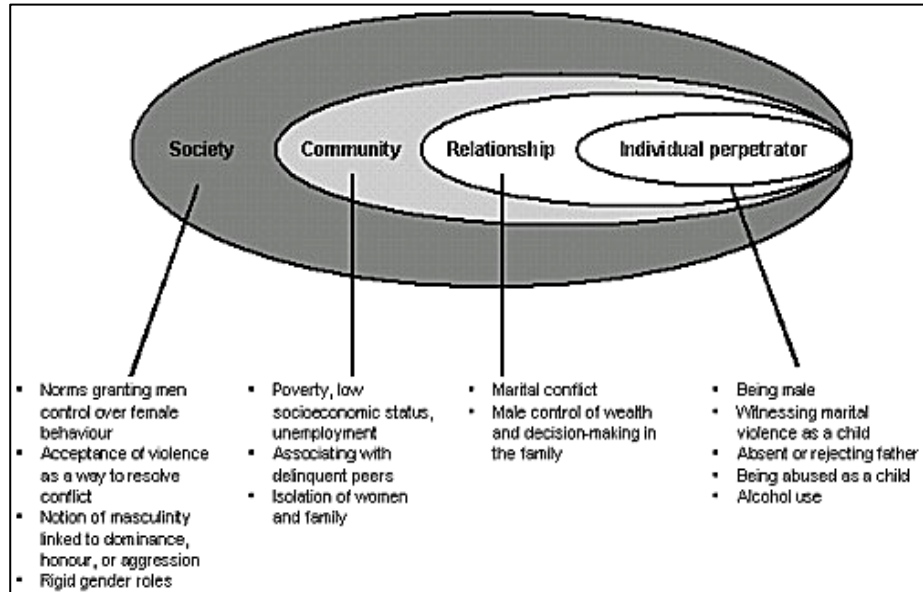 Society
Community
Relationship
Individual perpetrator
▪ Norms granting men
control over female
behaviour
▪ Acceptance of violence
as a way to resolve
conflict
▪ Notion of masculinity
linked to dominance,
honour, or aggression
▪ Rigid gender roles
▪ Poverty, low
socioeconomic status,
unemployment
▪ Associating with
delinquent peers
▪ Isolation of women
and family
▪ Marital conflict
▪ Male control of wealth
and decision-making in
the family
▪ Being male
▪ Witnessing marital
violence as a child
▪ Absent or rejecting father
▪ Being abused as a child
▪ Alcohol use